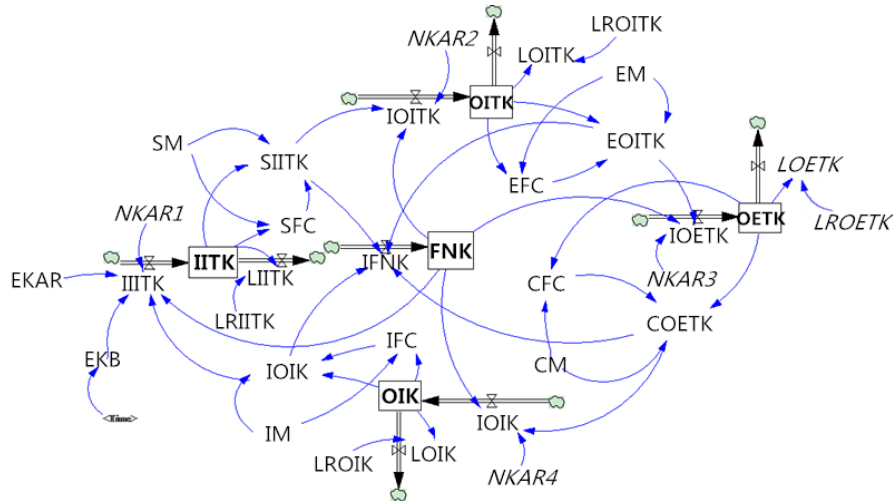 NKAR2
LROITK
LOITK
EM
OITK
IOITK
SM
EOITK
SIITK
LOETK
EFC
NKAR1
SFC
OETK
LROETK
IOETK
FNK
IITK
IFNK
LIITK
EKAR
IIITK
NKAR3
CFC
LRIITK
COETK
IFC
EKB
IOIK
CM
OIK
<Time>
IM
IOIK
LROIK
LOIK
NKAR4